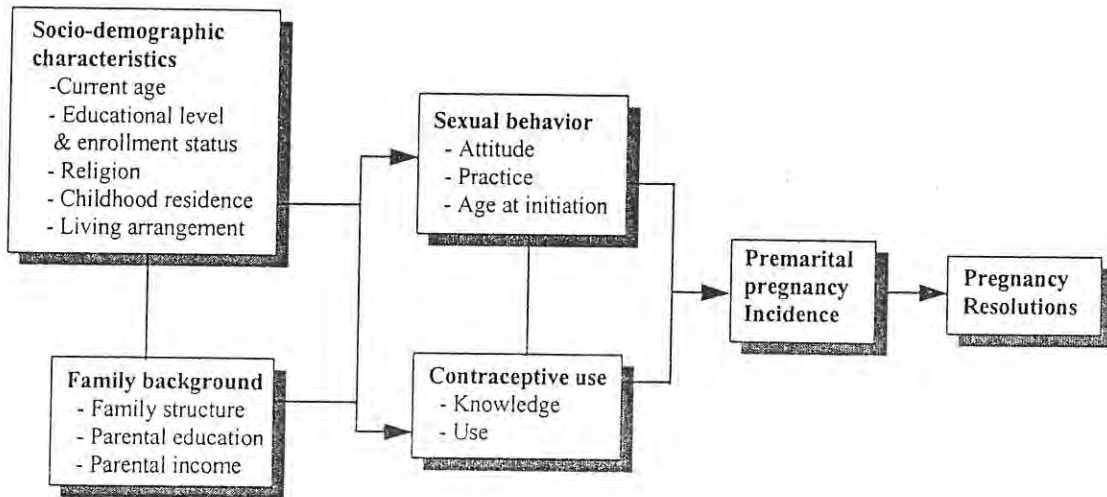 Socio-demographic
characteristics
-Current age
- Educational level
& enrollment status
- Religion
- Childhood residence
- Living arrangement
Family background
- Family structure
- Parental education
- Parental income
Sexual behavior
- Attitude
- Practice
- Age at initiation
Contraceptive use
- Knowledge
- Use
Premarital
pregnancy
Incidence
Pregnancy
Resolutions